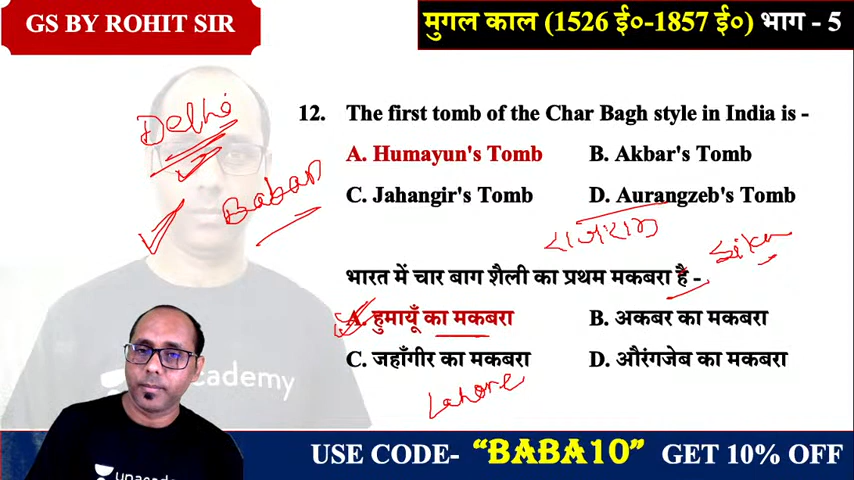 GS BY ROHIT SIR
मुगल काल (1526 ई०-1857 ई०) भाग - 5
Delhi
Babar
12. The first tomb of the Char Bagh style in India is -
A. Humayun's Tomb B. Akbar's Tomb
C. Jahangir's Tomb D. Aurangzeb's Tomb
भारत में चार बाग शैली का प्रथम मकबरा है -
A. हुमायूँ का मकबरा B. अकबर का मकबरा
C. जहाँगीर का मकबरा D. औरंगजेब का मकबरा
Lahore
academy
unacademy
USE CODE- “BABA10” GET 10% OFF